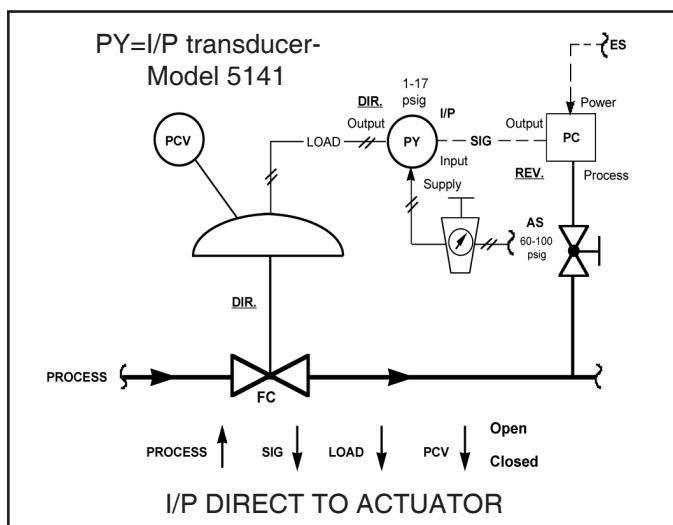 PY=I/P transducer-
Model 5141
ES
1-17
psig
DIR.
I/P
Power
Output
Output
PCV
LOAD
PY
SIG
PC
Input
REV.
Process
Supply
AS
60-100
psig
DIR.
PROCESS
FC
Open
PROCESS SIG LOAD PCV
Closed
I/P DIRECT TO ACTUATOR